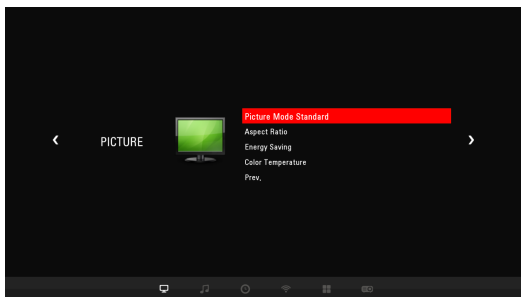 PICTURE
Picture Mode Standard
Aspect Ratio
Energy Saving
Color Temperature
Prev.